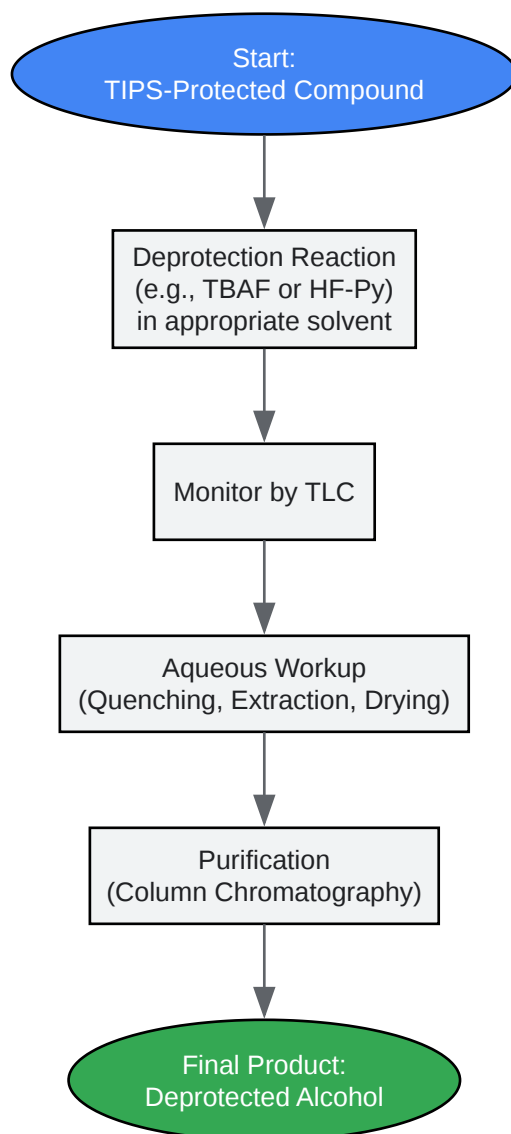 Start:
TIPS-Protected Compound
Deprotection Reaction
(e.g., TBAF or HF-Py)
in appropriate solvent
Monitor by TLC
Aqueous Workup
(Quenching, Extraction, Drying)
Purification
(Column Chromatography)
Final Product:
Deprotected Alcohol